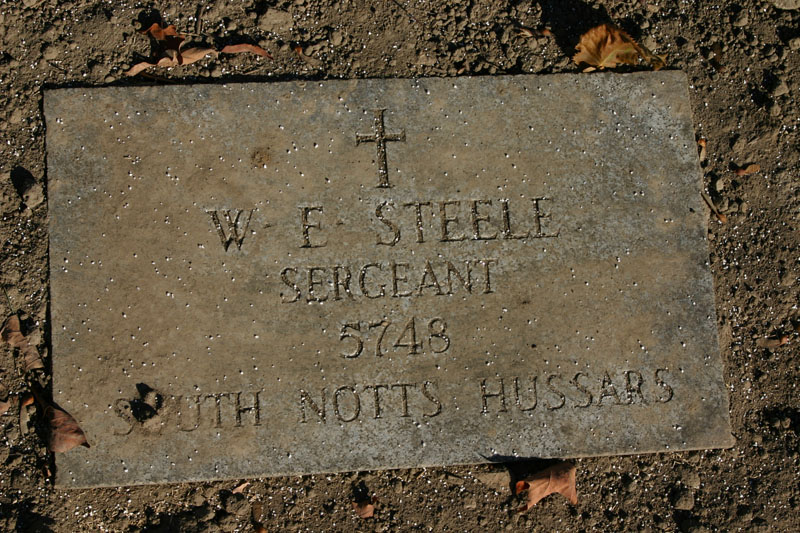 W - E - STEELE
SERGEANT
5748
SOUTH NOTTS HUSSARS